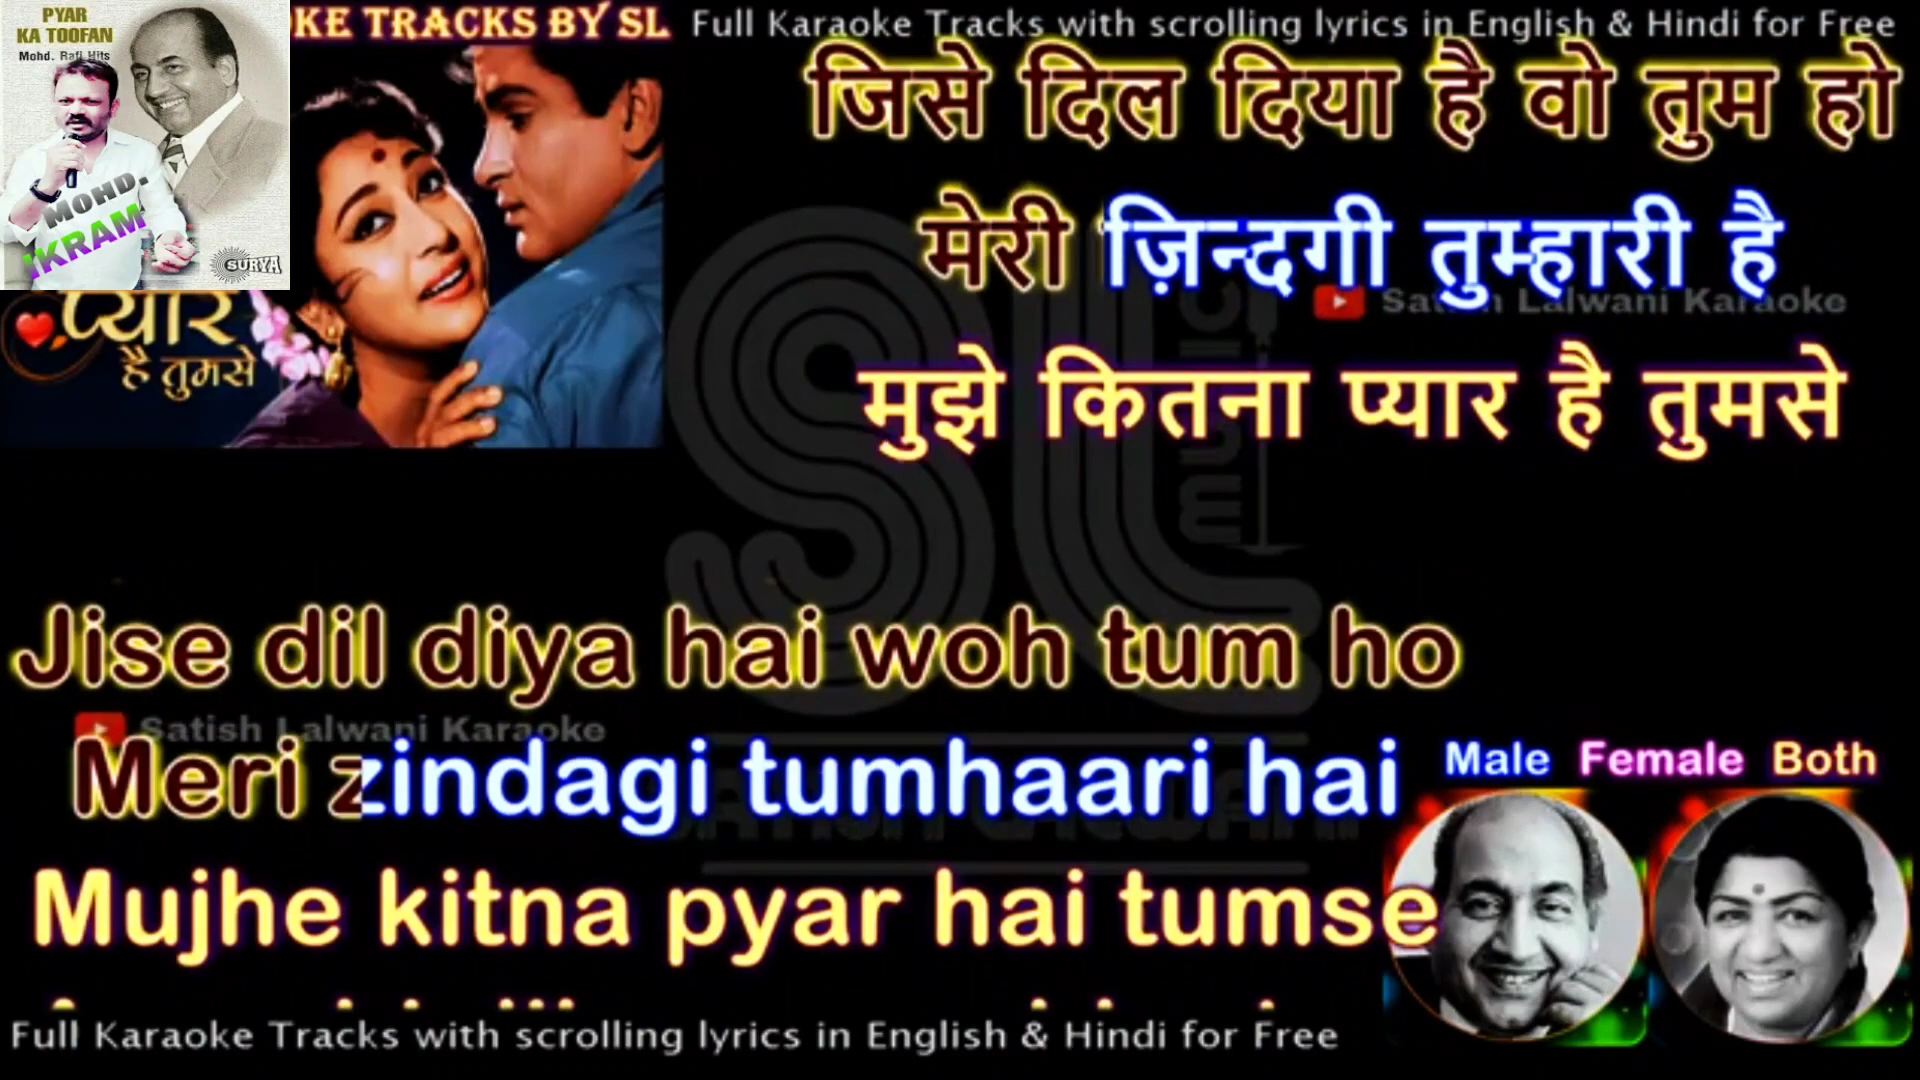 PYAR
KA TOOFAN
Mohd. Rafi Hits
MOHD.
IKRAM
SURYA
OKE TRACKS BY SL
Full Karaoke Tracks with scrolling lyrics in English & Hindi for Free
प्यार
है तुमसे
जिसे दिल दिया है वो तुम हो
मेरी ज़िन्दगी तुम्हारी है
Satish Lalwani Karaoke
मुझे कितना प्यार है तुमसे
SL
music
Jise dil diya hai woh tum ho
Satish Lalwani Karaoke
Meri zindagi tumhaari hai
Male Female Both
Mujhe kitna pyar hai tumse
Full Karaoke Tracks with scrolling lyrics in English & Hindi for Free